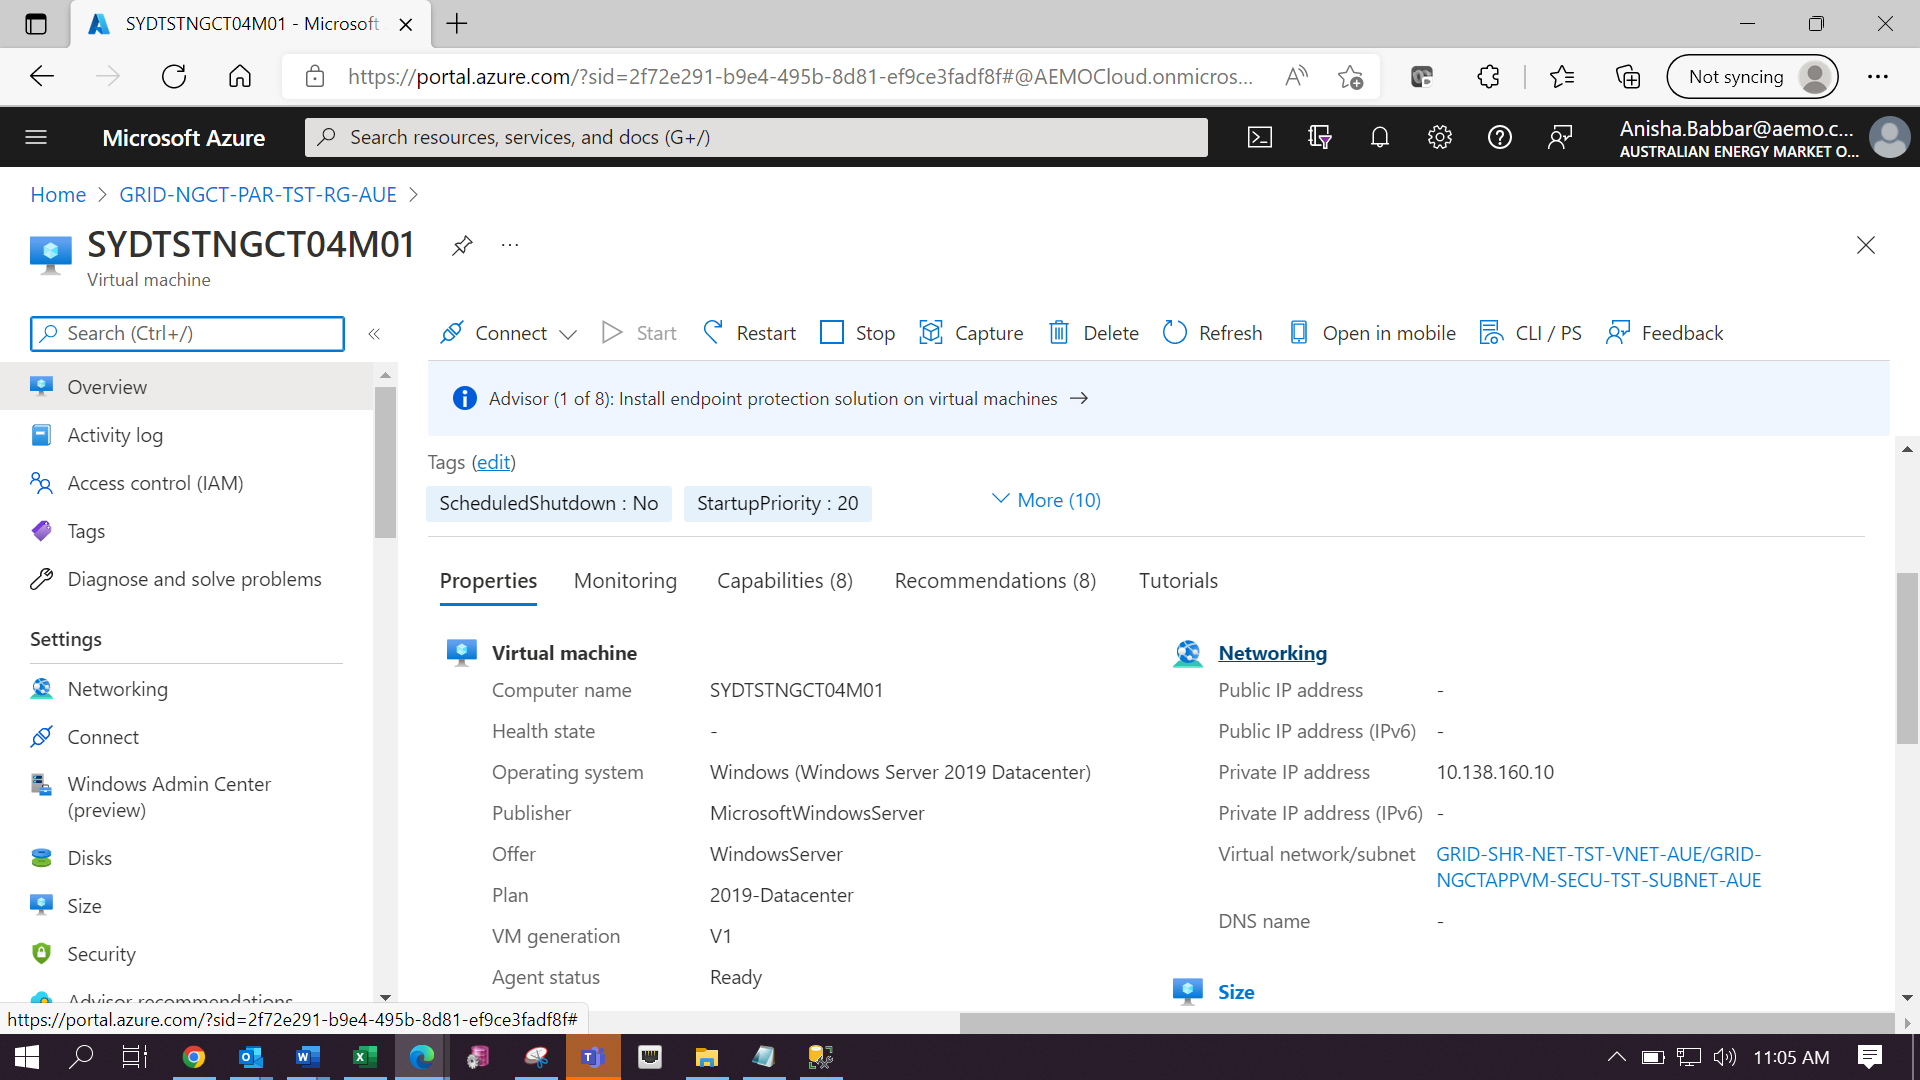 SYDTSTNGCT04M01 - Microsoft
https://portal.azure.com/?sid=2f72e291-b9e4-495b-8d81-ef9ce3fadf8f#@AEMOCloud.onmicros...
Not syncing
Microsoft Azure
Search resources, services, and docs (G+/)
Anisha.Babbar@aemo.c...
AUSTRALIAN ENERGY MARKET O...
Home > GRID-NGCT-PAR-TST-RG-AUE >
SYDTSTNGCT04M01
Virtual machine
Search (Ctrl+/)
Connect
Start
Restart
Stop
Capture
Delete
Refresh
Open in mobile
CLI / PS
Feedback
Overview
Activity log
Access control (IAM)
Tags
Diagnose and solve problems
Settings
Networking
Connect
Windows Admin Center
(preview)
Disks
Size
Security
Advisor recommendations
Advisor (1 of 8): Install endpoint protection solution on virtual machines →
Tags (edit)
ScheduledShutdown : No
StartupPriority : 20
More (10)
Properties
Monitoring
Capabilities (8)
Recommendations (8)
Tutorials
Virtual machine
Computer name SYDTSTNGCT04M01
Health state -
Operating system Windows (Windows Server 2019 Datacenter)
Publisher MicrosoftWindowsServer
Offer WindowsServer
Plan 2019-Datacenter
VM generation V1
Agent status Ready
Networking
Public IP address -
Public IP address (IPv6) -
Private IP address 10.138.160.10
Private IP address (IPv6) -
Virtual network/subnet GRID-SHR-NET-TST-VNET-AUE/GRID-
NGCTAPPVM-SECU-TST-SUBNET-AUE
DNS name -
Size
https://portal.azure.com/?sid=2f72e291-b9e4-495b-8d81-ef9ce3fadf8f#
11:05 AM